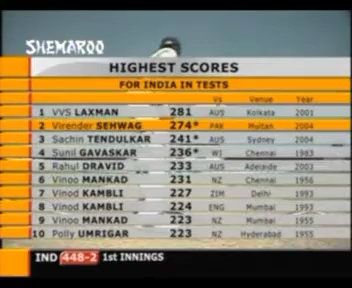 SHEMAROO
HIGHEST SCORES
FOR INDIA IN TESTS
Vs Venue Year
1 VVS LAXMAN 281 AUS Kolkata 2001
2 Virender SEHWAG 274* PAK Multan 2004
3 Sachin TENDULKAR 241* AUS Sydney 2004
4 Sunil GAVASKAR 236* WI Chennai 1983
5 Rahul DRAVID 233 AUS Adelaide 2003
6 Vinoo MANKAD 231 NZ Chennai 1956
7 Vinod KAMBLI 227 ZIM Delhi 1993
8 Vinod KAMBLI 224 ENG Mumbai 1993
9 Vinoo MANKAD 223 NZ Mumbai 1955
10 Polly UMRIGAR 223 NZ Hyderabad 1955
IND 448-2 1st INNINGS